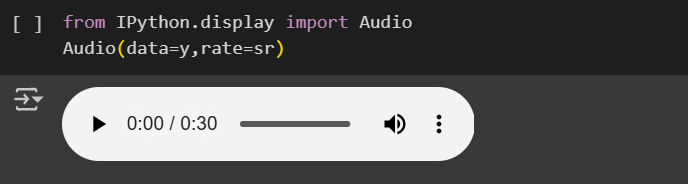 [ ] from IPython.display import Audio
Audio(data=y,rate=sr)
0:00 / 0:30